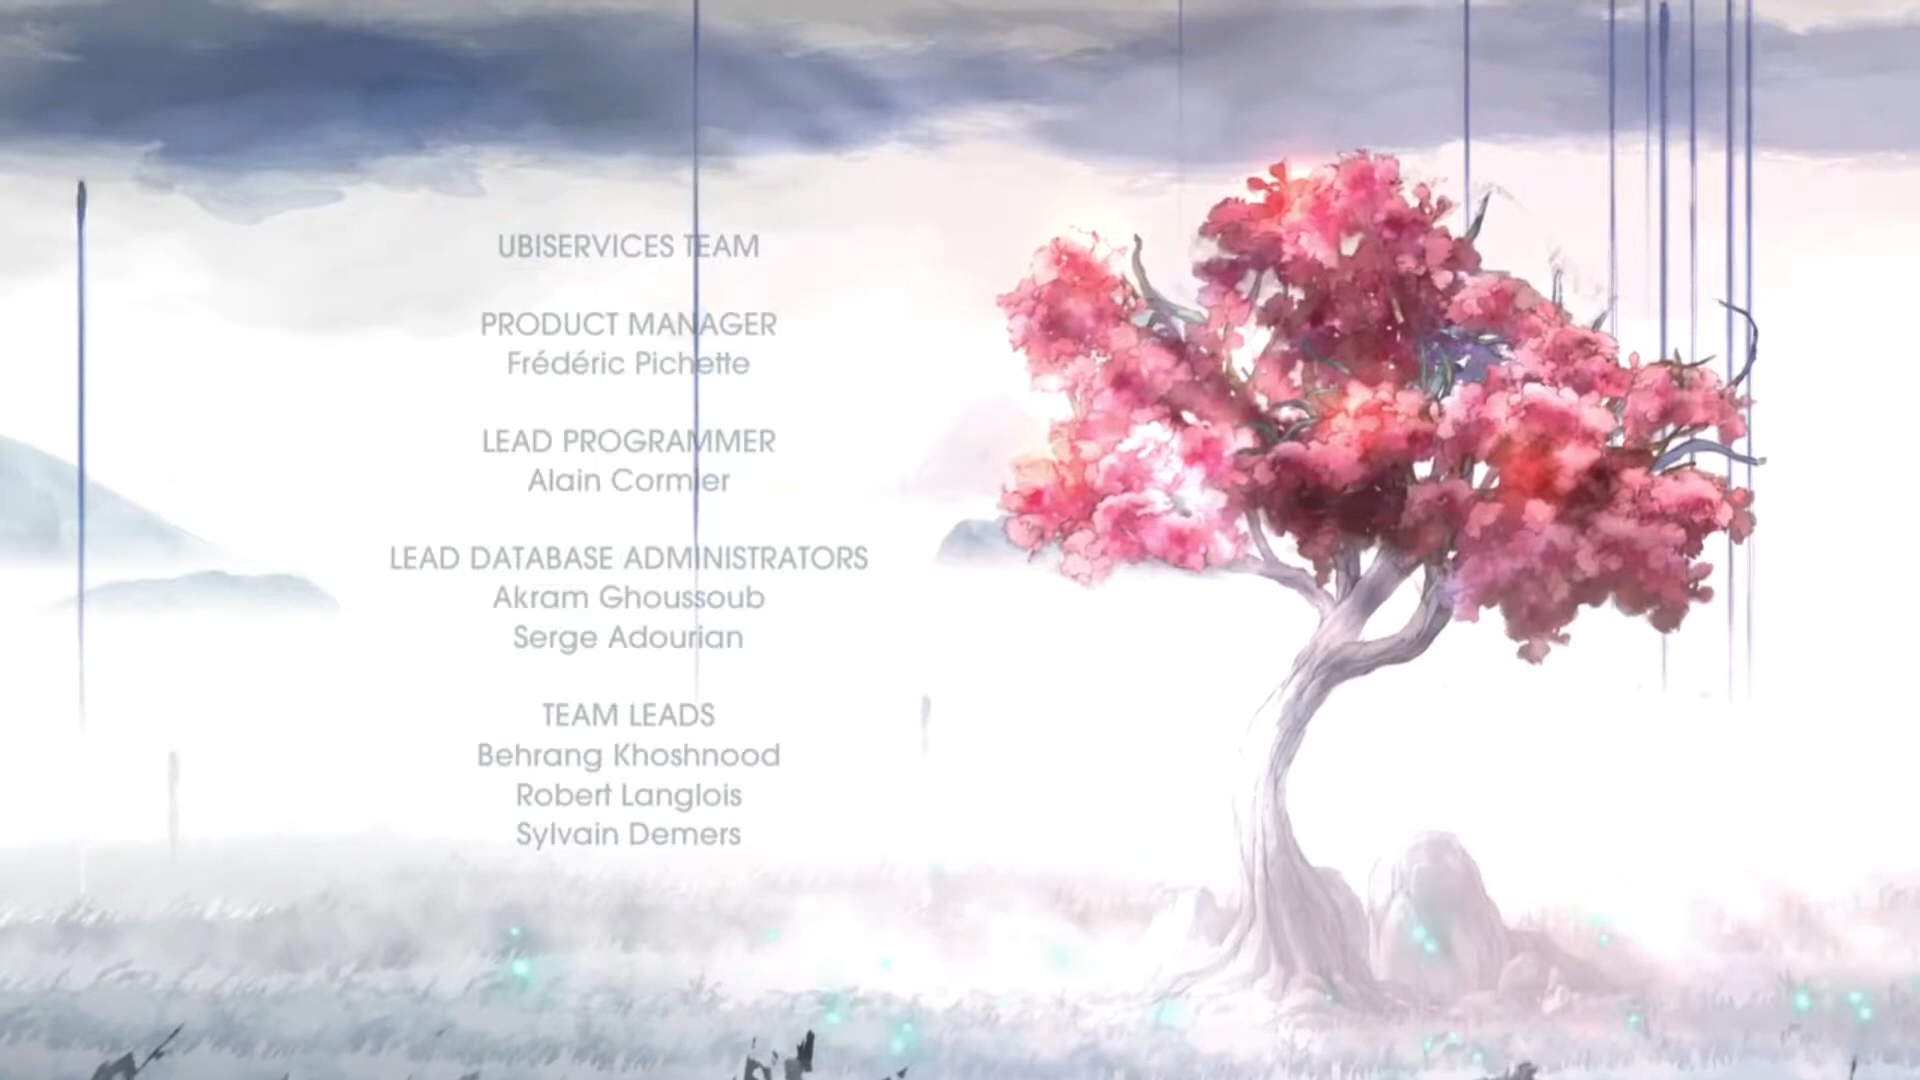 UBISERVICES TEAM
PRODUCT MANAGER
Frédéric Pichette
LEAD PROGRAMMER
Alain Cormier
LEAD DATABASE ADMINISTRATORS
Akram Ghoussoub
Serge Adourian
TEAM LEADS
Behrang Khoshnood
Robert Langlois
Sylvain Demers